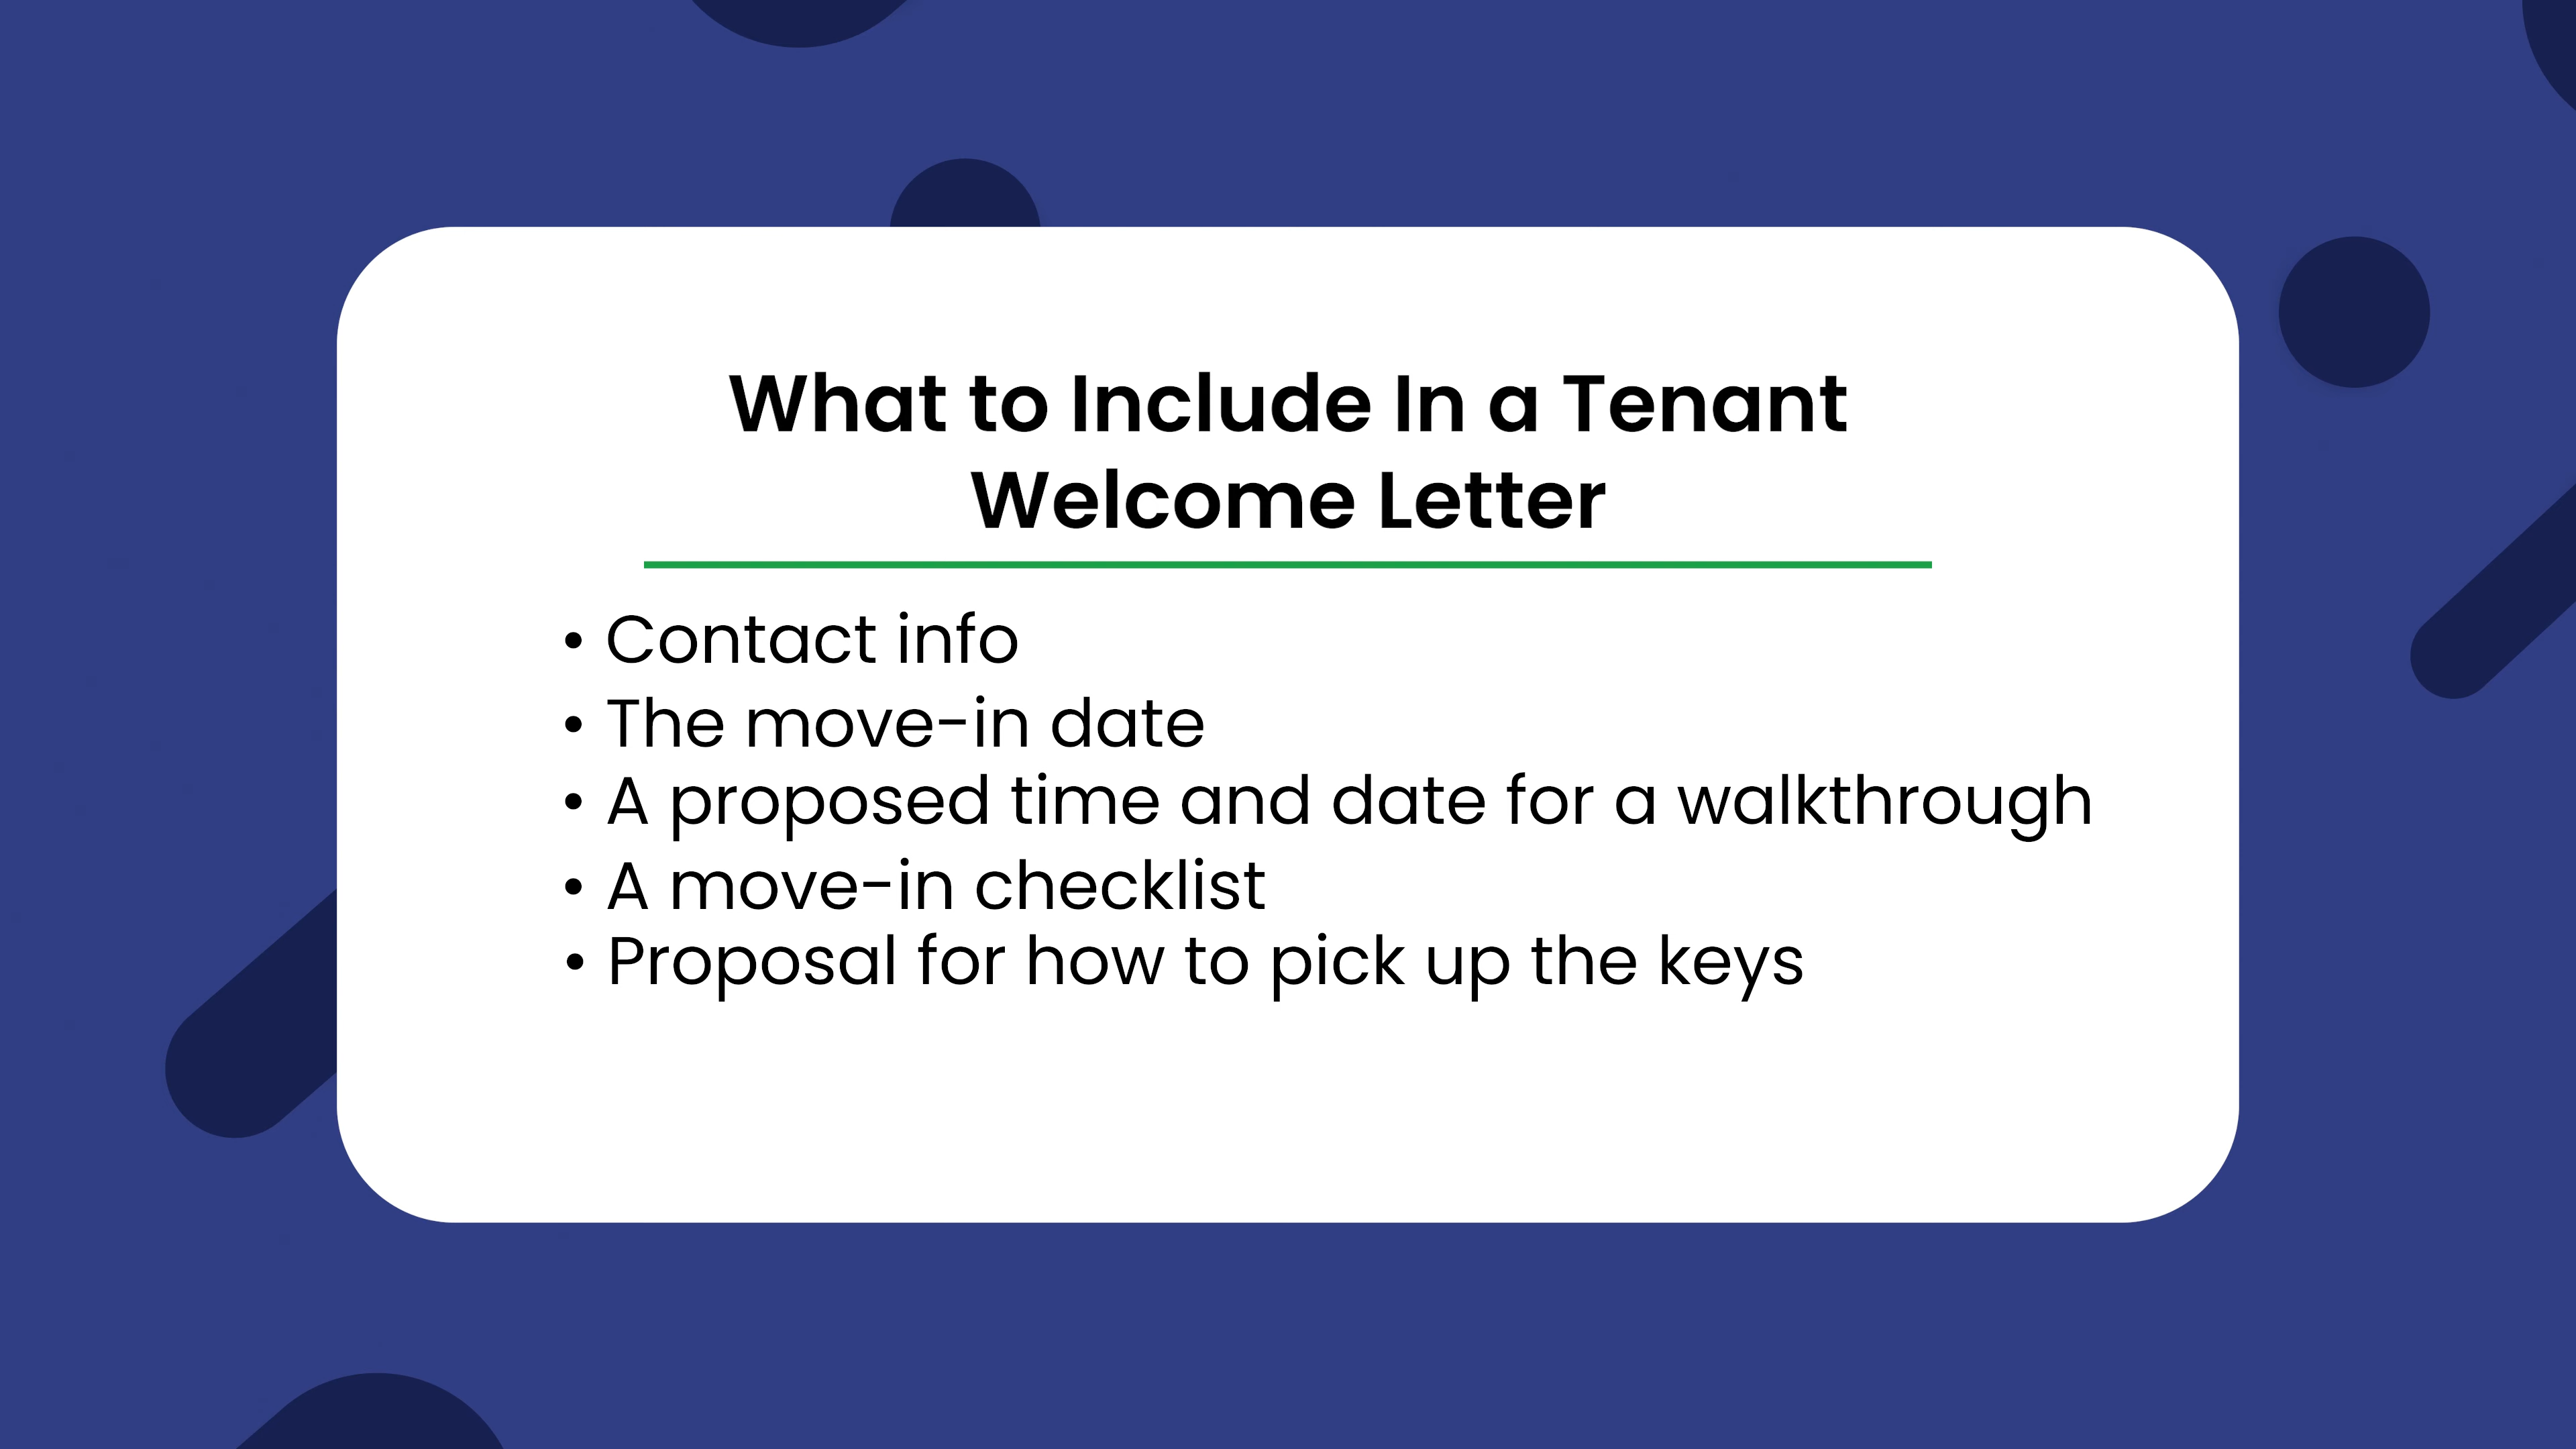 What to Include In a Tenant
Welcome Letter
• Contact info
• The move-in date
• A proposed time and date for a walkthrough
• A move-in checklist
• Proposal for how to pick up the keys